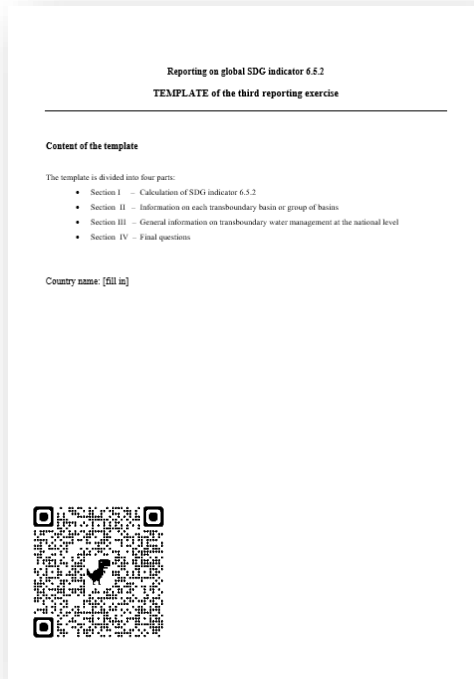 Reporting on global SDG indicator 6.5.2
TEMPLATE of the third reporting exercise
Content of the template
The template is divided into four parts:
• Section I – Calculation of SDG indicator 6.5.2
• Section II – Information on each transboundary basin or group of basins
• Section III – General information on transboundary water management at the national level
• Section IV – Final questions
Country name: [fill in]